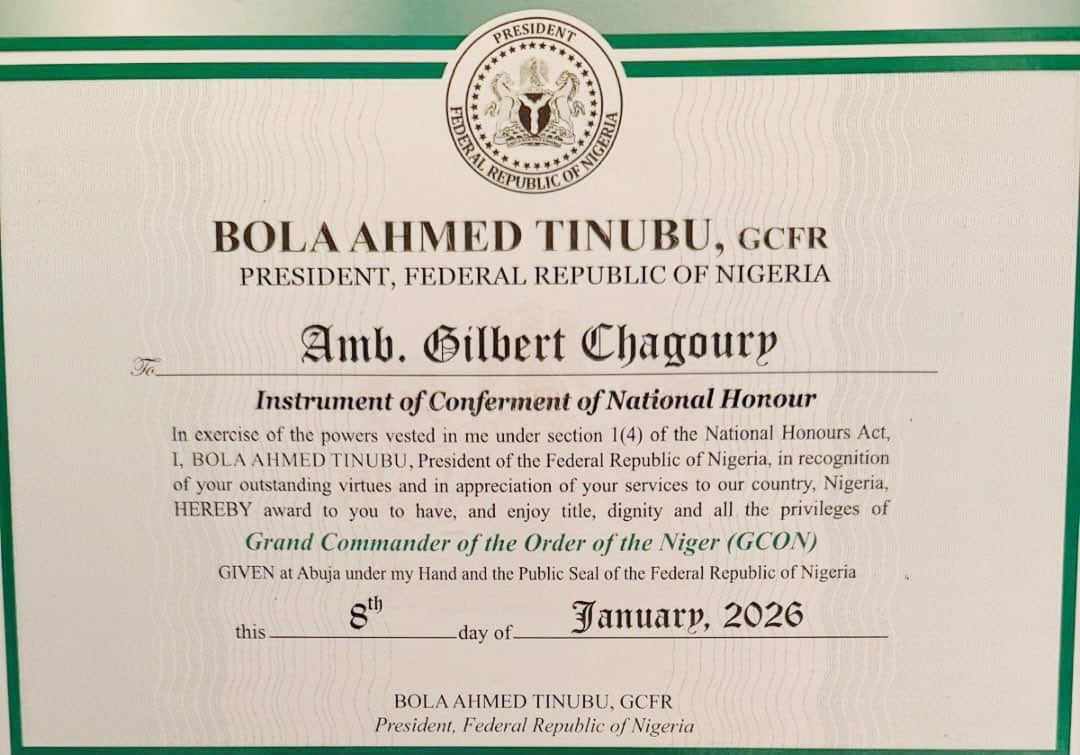 PRESIDENT
FEDERAL REPUBLIC OF NIGERIA
BOLA AHMED TINUBU, GCFR
PRESIDENT, FEDERAL REPUBLIC OF NIGERIA
To Amb. Gilbert Chagoury
Instrument of Conferment of National Honour
In exercise of the powers vested in me under section 1(4) of the National Honours Act,
I, BOLA AHMED TINUBU, President of the Federal Republic of Nigeria, in recognition
of your outstanding virtues and in appreciation of your services to our country, Nigeria,
HEREBY award to you to have, and enjoy title, dignity and all the privileges of
Grand Commander of the Order of the Niger (GCON)
GIVEN at Abuja under my Hand and the Public Seal of the Federal Republic of Nigeria
this 8th day of January, 2026
BOLA AHMED TINUBU, GCFR
President, Federal Republic of Nigeria